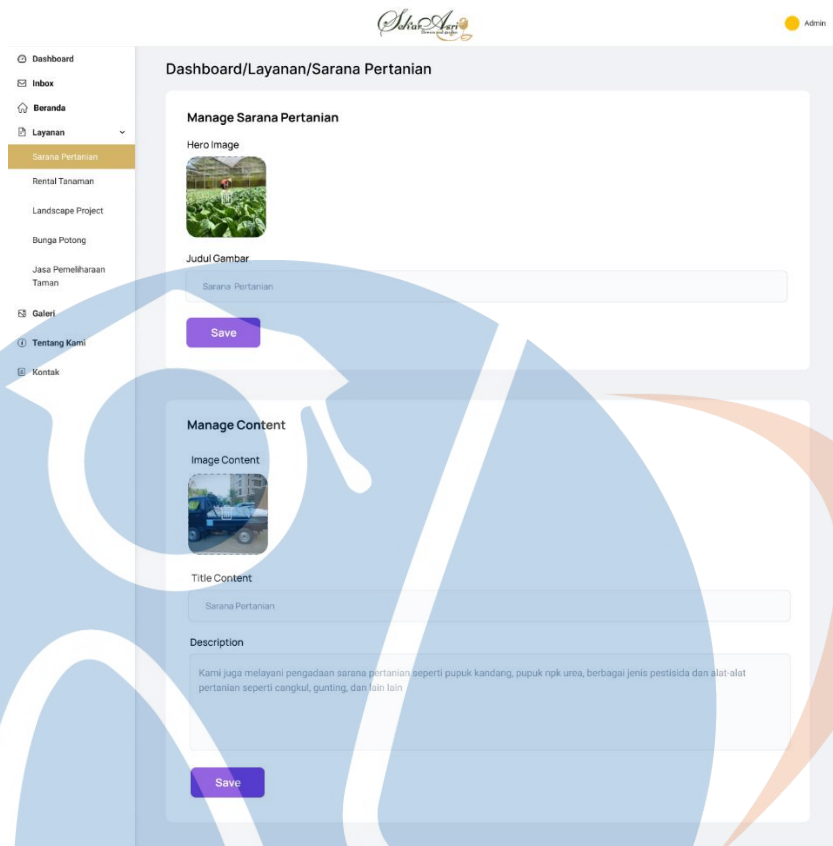 Sekar Asri
Admin
Dashboard
Inbox
Beranda
Layanan
Sarana Pertanian
Rental Tanaman
Landscape Project
Bunga Potong
Jasa Pemeliharaan
Taman
Galeri
Tentang Kami
Kontak
Dashboard/Layanan/Sarana Pertanian
Manage Sarana Pertanian
Hero Image
Judul Gambar
Sarana Pertanian
Save
Manage Content
Image Content
Title Content
Sarana Pertanian
Description
Kami juga melayani pengadaan sarana pertanian seperti pupuk kandang, pupuk npk urea, berbagai jenis pestisida dan alat-alat
pertanian seperti cangkul, gunting, dan lain lain
Save